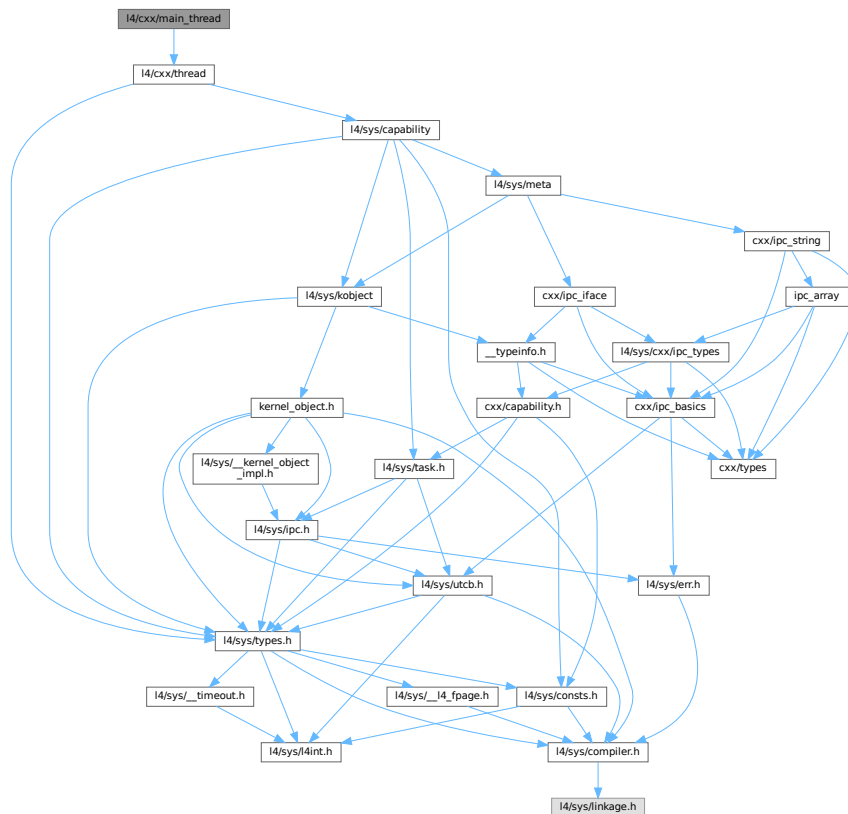 l4/cxx/main_thread
l4/cxx/thread
l4/sys/capability
l4/sys/meta
cxx/ipc_string
l4/sys/kobject
cxx/ipc_iface
ipc_array
__typeinfo.h
l4/sys/cxx/ipc_types
kernel_object.h
cxx/capability.h
cxx/ipc_basics
l4/sys/__kernel_object
_impl.h
l4/sys/task.h
cxx/types
l4/sys/ipc.h
l4/sys/utcb.h
l4/sys/err.h
l4/sys/types.h
l4/sys/__timeout.h
l4/sys/__l4_fpage.h
l4/sys/consts.h
l4/sys/l4int.h
l4/sys/compiler.h
l4/sys/linkage.h